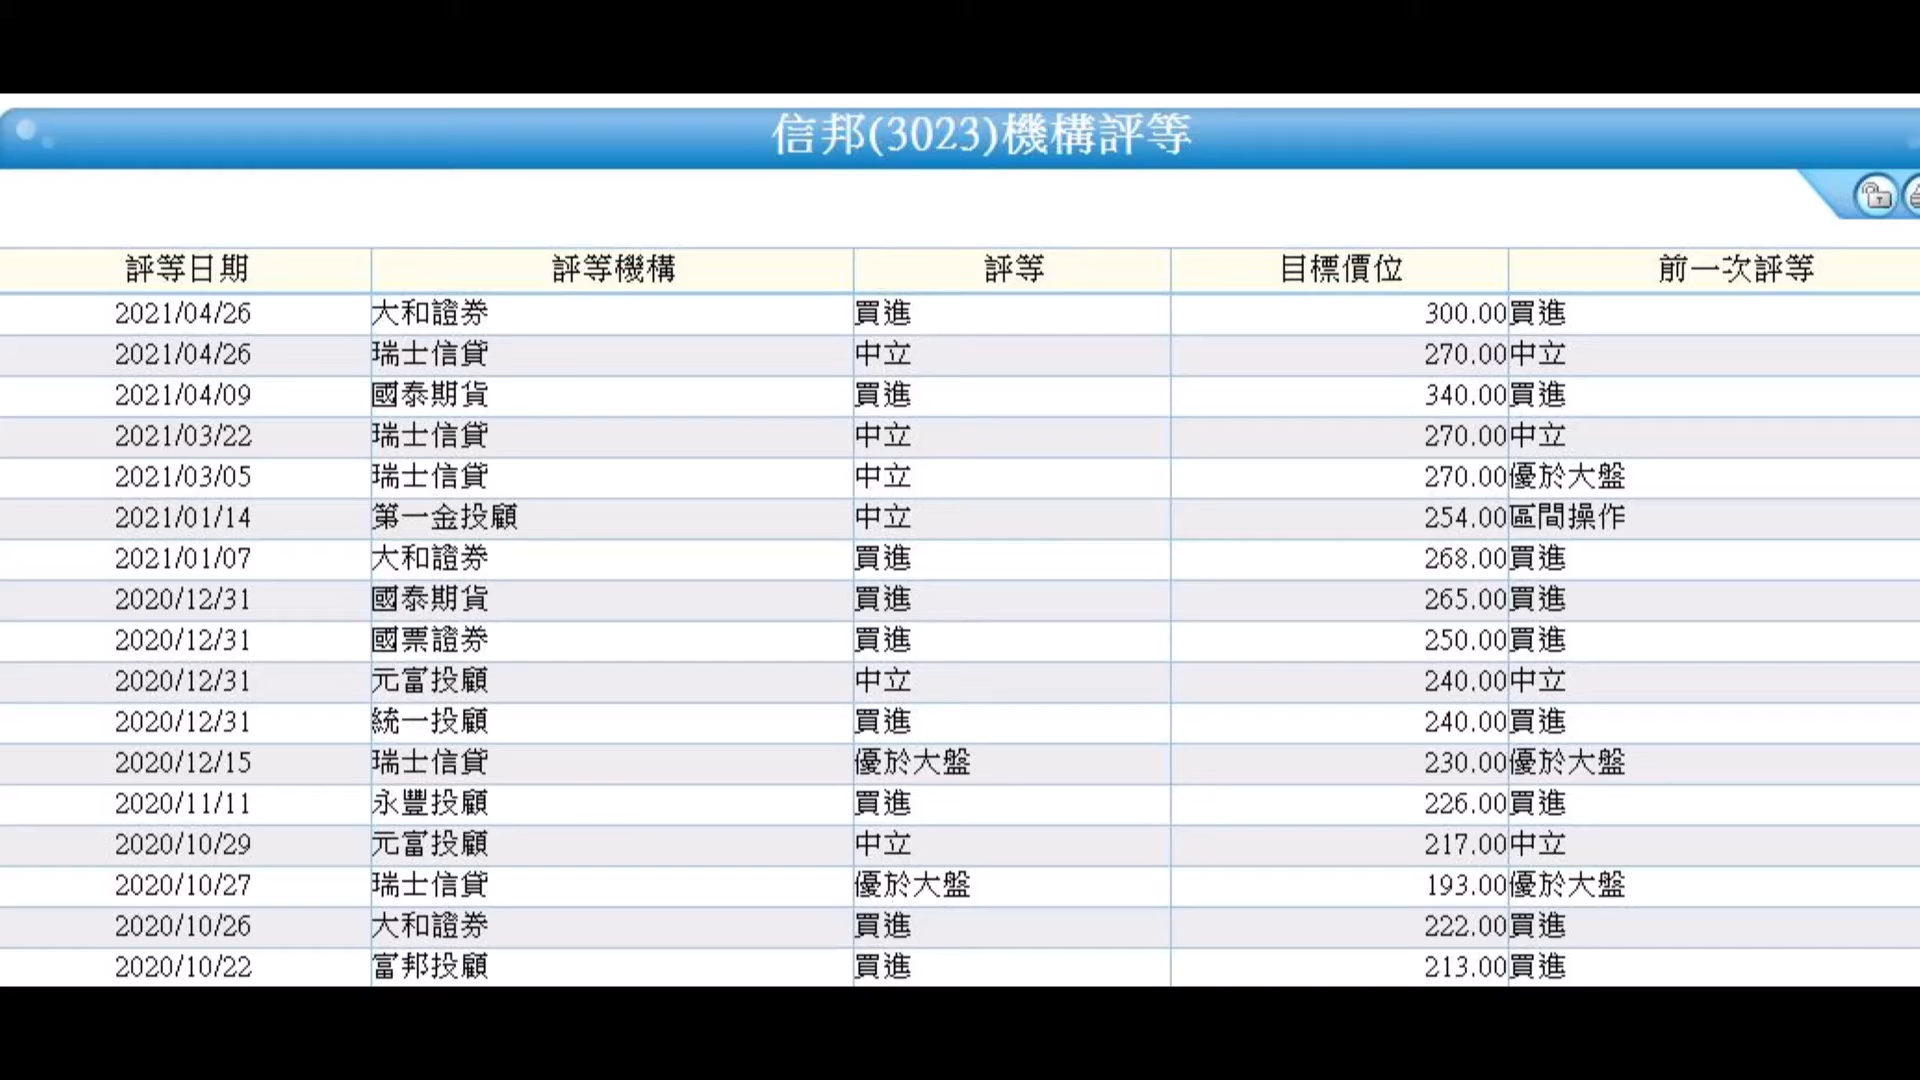 信邦(3023)機構評等
評等日期 評等機構 評等 目標價位 前一次評等
2021/04/26 大和證券 買進 300.00 買進
2021/04/26 瑞士信貸 中立 270.00 中立
2021/04/09 國泰期貨 買進 340.00 買進
2021/03/22 瑞士信貸 中立 270.00 中立
2021/03/05 瑞士信貸 中立 270.00 優於大盤
2021/01/14 第一金投顧 中立 254.00 區間操作
2021/01/07 大和證券 買進 268.00 買進
2020/12/31 國泰期貨 買進 265.00 買進
2020/12/31 國票證券 買進 250.00 買進
2020/12/31 元富投顧 中立 240.00 中立
2020/12/31 統一投顧 買進 240.00 買進
2020/12/15 瑞士信貸 優於大盤 230.00 優於大盤
2020/11/11 永豐投顧 買進 226.00 買進
2020/10/29 元富投顧 中立 217.00 中立
2020/10/27 瑞士信貸 優於大盤 193.00 優於大盤
2020/10/26 大和證券 買進 222.00 買進
2020/10/22 富邦投顧 買進 213.00 買進